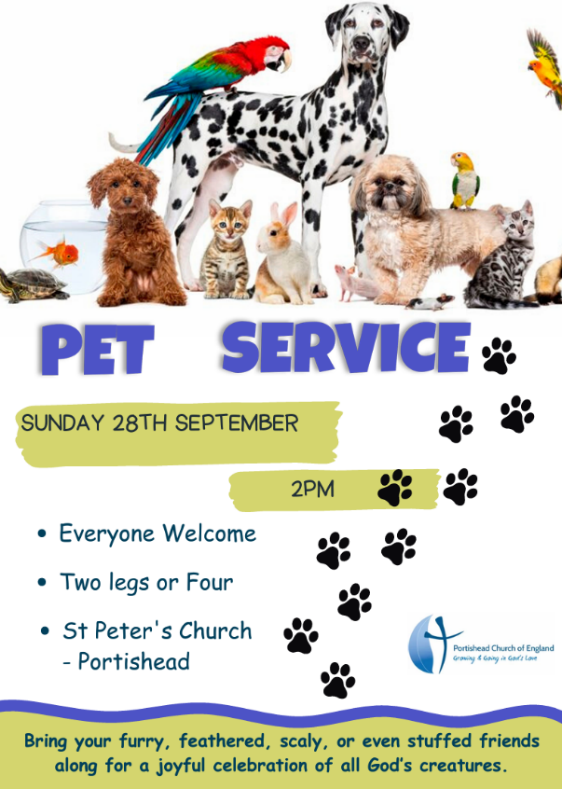 PET SERVICE
SUNDAY 28TH SEPTEMBER
2PM
• Everyone Welcome
• Two legs or Four
• St Peter's Church
- Portishead
Portishead Church of England
Growing & Going in God's Love
Bring your furry, feathered, scaly, or even stuffed friends
along for a joyful celebration of all God's creatures.